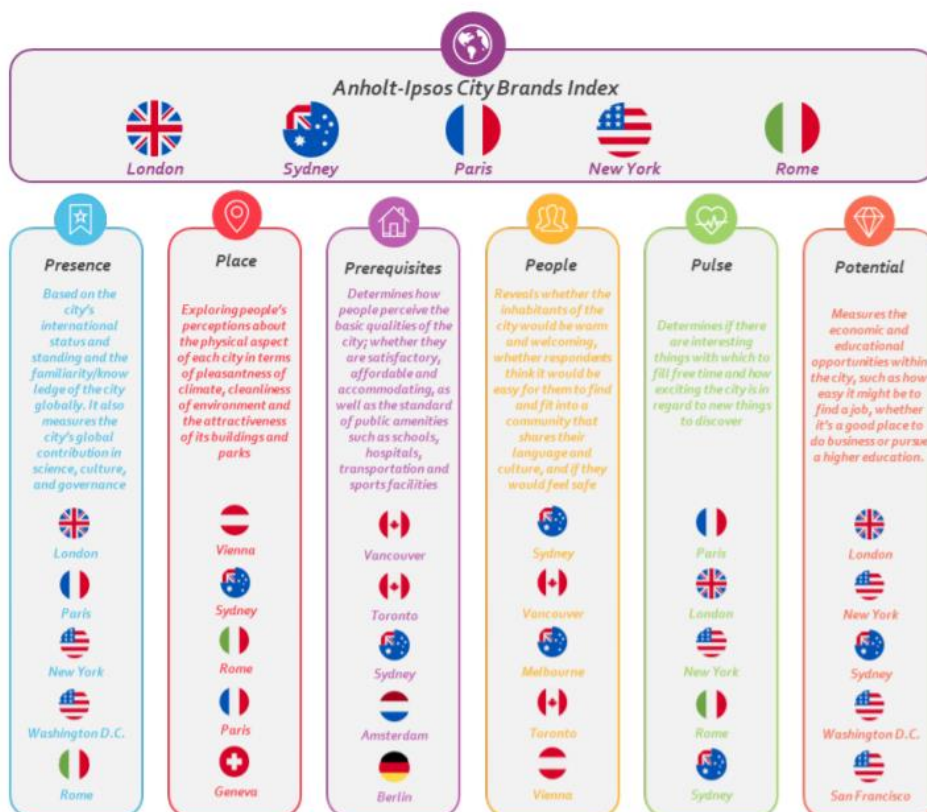 Anholt-Ipsos City Brands Index
London
Sydney
Paris
New York
Rome
Presence
Based on the
city's
international
status and
standing and the
familiarity/know
ledge of the city
globally. It also
measures the
city's global
contribution in
science, culture,
and governance
London
Paris
New York
Washington D.C.
Rome
Place
Exploring people's
perceptions about
the physical aspect
of each city in terms
of pleasantness of
climate, cleanliness
of environment and
the attractiveness
of its buildings and
parks
Vienna
Sydney
Rome
Paris
Geneva
Prerequisites
Determines how
people perceive the
basic qualities of the
city; whether they
are satisfactory,
affordable and
accommodating, as
well as the standard
of public amenities
such as schools,
hospitals,
transportation and
sports facilities
Vancouver
Toronto
Sydney
Amsterdam
Berlin
People
Reveals whether the
inhabitants of the
city would be warm
and welcoming,
whether respondents
think it would be
easy for them to find
and fit into a
community that
shares their
language and
culture, and if they
would feel safe
Sydney
Vancouver
Melbourne
Toronto
Vienna
Pulse
Determines if there
are interesting
things with which to
fill free time and how
exciting the city is in
regard to new things
to discover
Paris
London
New York
Rome
Sydney
Potential
Measures the
economic and
educational
opportunities within
the city, such as how
easy it might be to
find a job, whether
it's a good place to
do business or pursue
a higher education.
London
New York
Sydney
Washington D.C.
San Francisco